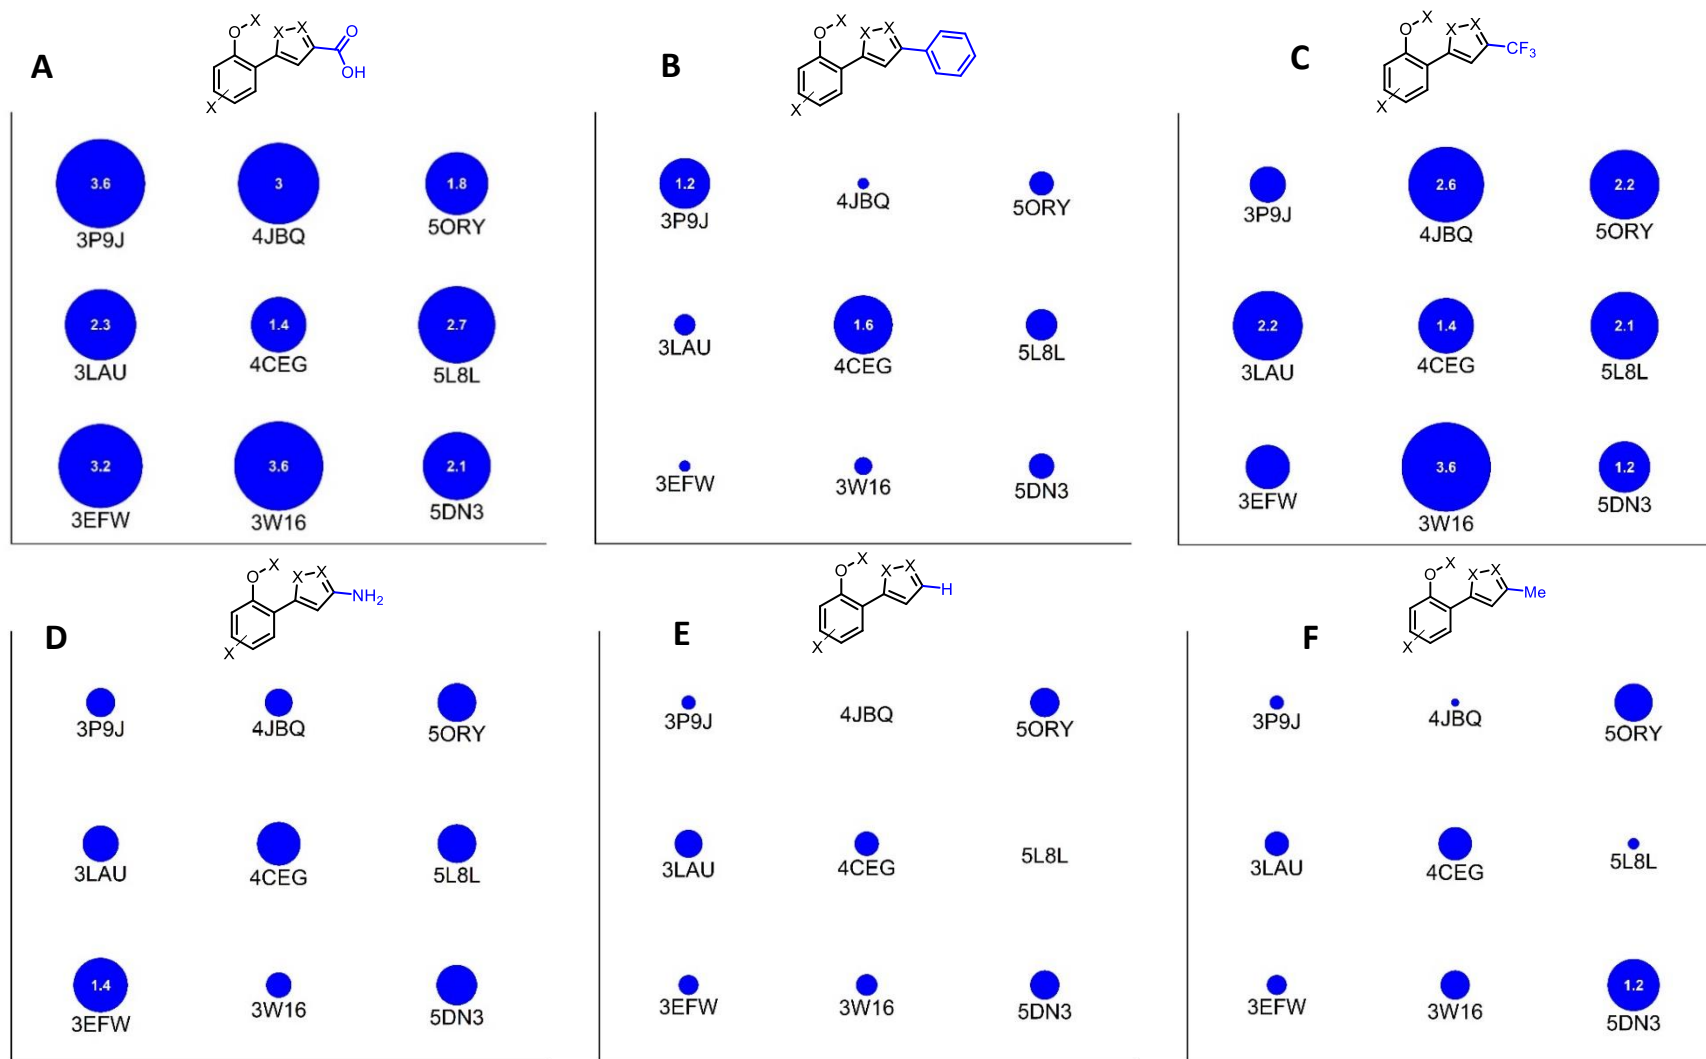 A
O X
X X
O
OH
X
3.6
3P9J
3
4JBQ
1.8
5ORY
2.3
3LAU
1.4
4CEG
2.7
5L8L
3.2
3EFW
3.6
3W16
2.1
5DN3
B
O X
X X
X
1.2
3P9J
4JBQ
5ORY
3LAU
1.6
4CEG
5L8L
3EFW
3W16
5DN3
C
O X
X X
CF3
X
3P9J
2.6
4JBQ
2.2
5ORY
2.2
3LAU
1.4
4CEG
2.1
5L8L
3EFW
3.6
3W16
1.2
5DN3
D
O X
X X
NH2
X
3P9J
4JBQ
5ORY
3LAU
4CEG
5L8L
1.4
3EFW
3W16
5DN3
E
O X
X X
H
X
3P9J
4JBQ
5ORY
3LAU
4CEG
5L8L
3EFW
3W16
5DN3
F
O X
X X
Me
X
3P9J
4JBQ
5ORY
3LAU
4CEG
5L8L
3EFW
3W16
1.2
5DN3